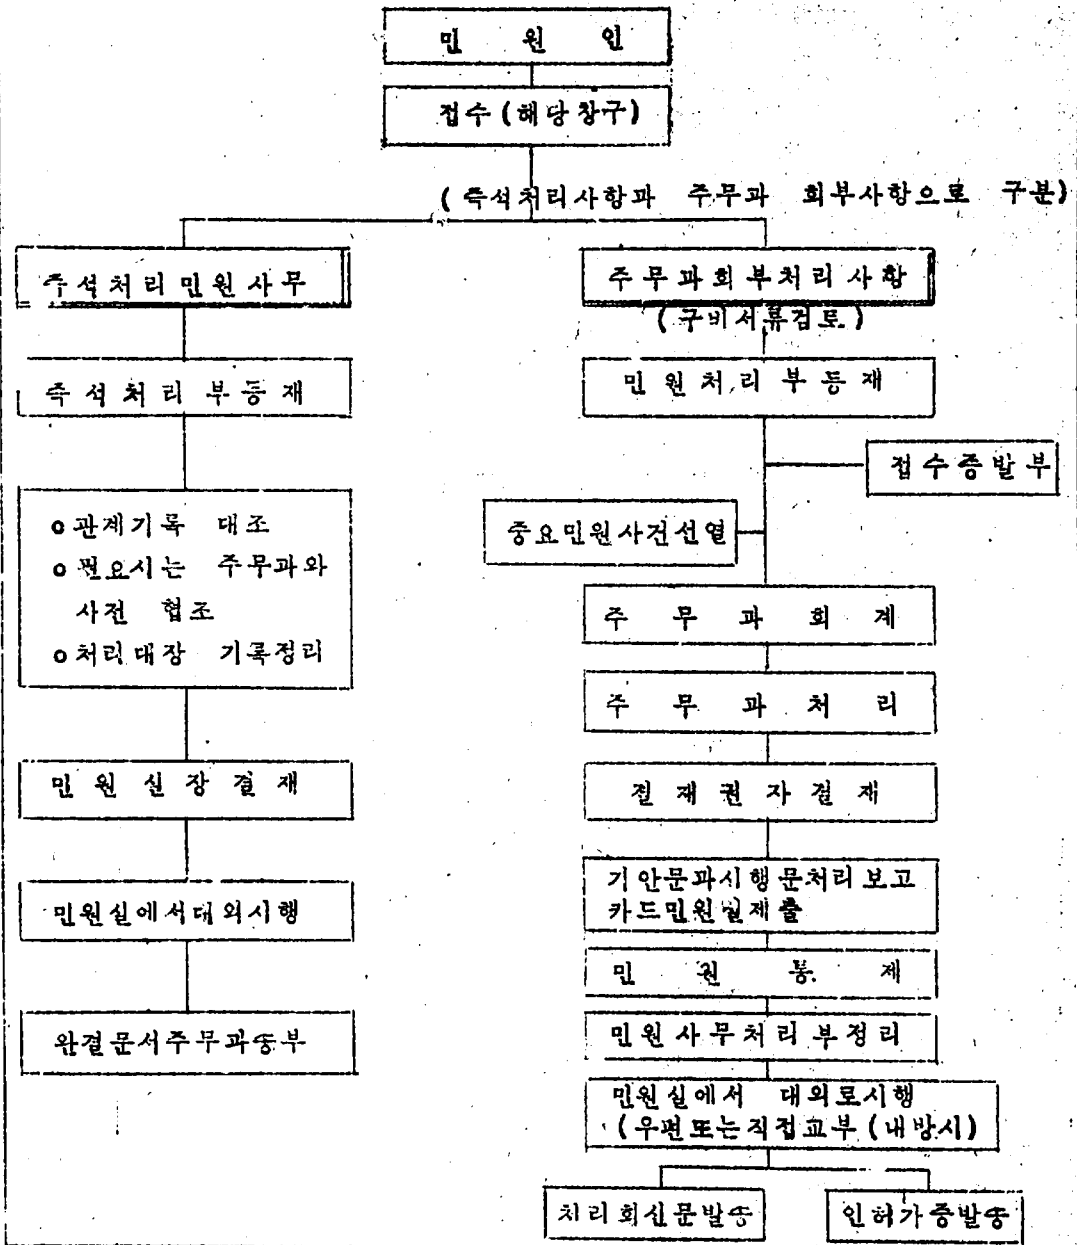 민 원 인
접수 (해당창구)
(즉석처리사항과 주무과 회부사항으로 구분)
즉석처리민원사무
즉석처리 부등재
o 관계기록 대조
o 필요시는 주무과와
사전 협조
o 처리대장 기록정리
민원실장결재
민원실에서대외시행
완결문서주무과송부
주무과회부처리사항
(구비서류검토)
민원처리부등재
접수증발부
중요민원사건선열
주 무 과 회 계
주 무 과 처 리
결재권자결재
기안문과시행문처리보고
카드민원실제출
민 원 통 제
민원사무처리부정리
민원실에서 대외로시행
(우편또는직접교부 (내방시)
처리회신문발송
인허가증발송